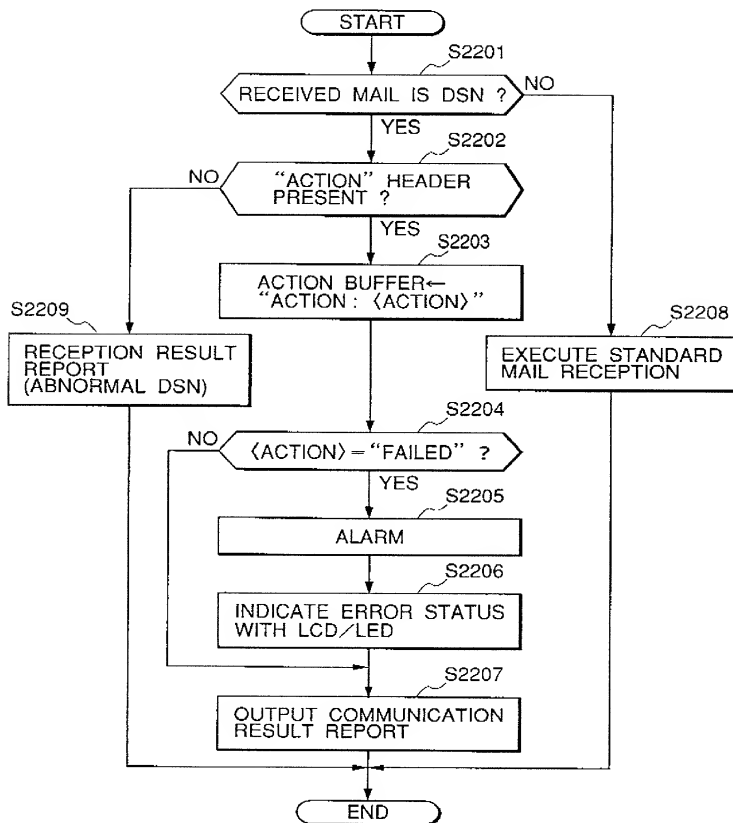 START
S2201
RECEIVED MAIL IS DSN ?
NO
YES
S2202
NO
“ACTION” HEADER
PRESENT ?
YES
S2203
ACTION BUFFER←
“ACTION : 〈ACTION〉”
S2209
RECEPTION RESULT
REPORT
(ABNORMAL DSN)
S2208
EXECUTE STANDARD
MAIL RECEPTION
S2204
NO
〈ACTION〉=“FAILED” ?
YES
S2205
ALARM
S2206
INDICATE ERROR STATUS
WITH LCD/LED
S2207
OUTPUT COMMUNICATION
RESULT REPORT
END